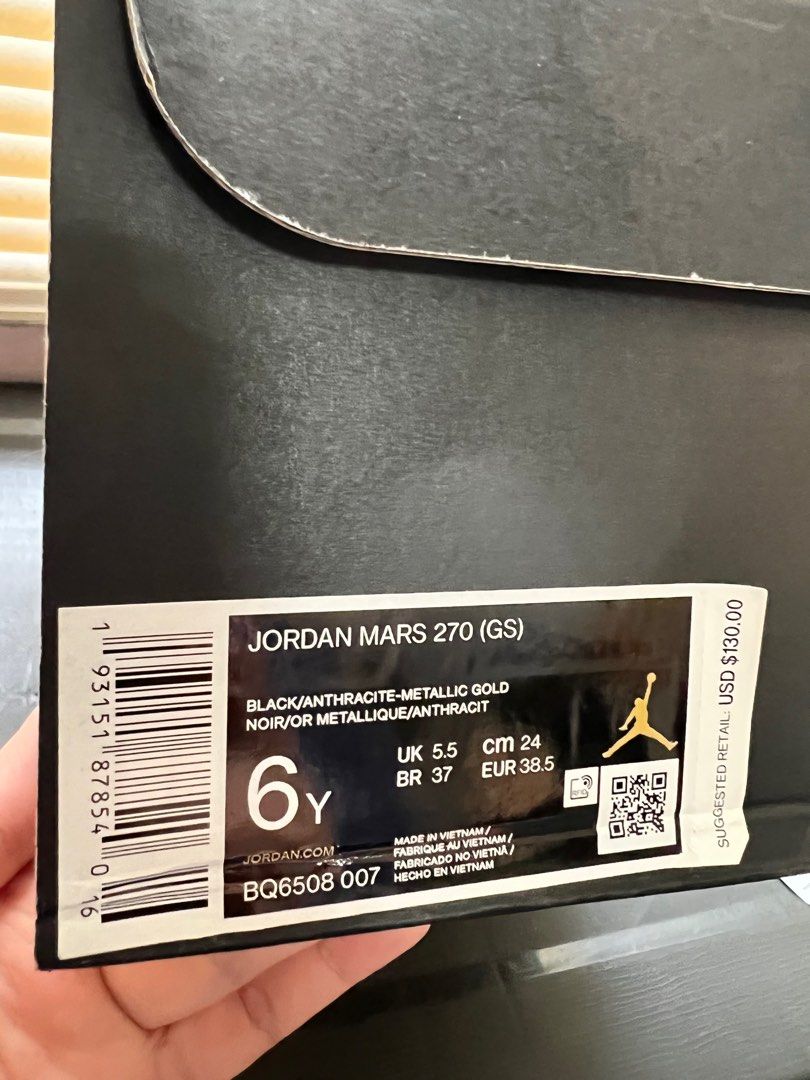 JORDAN MARS 270 (GS)
BLACK/ANTHRACITE-METALLIC GOLD
NOIR/OR METALLIQUE/ANTHRACIT
6Y
UK 5.5
cm 24
BR 37
EUR 38.5
RFID
JORDAN.COM
BQ6508 007
MADE IN VIETNAM /
FABRIQUE AU VIETNAM /
FABRICADO NO VIETNÃ /
HECHO EN VIETNAM
SUGGESTED RETAIL: USD $130.00
1 93151 87854 0 16